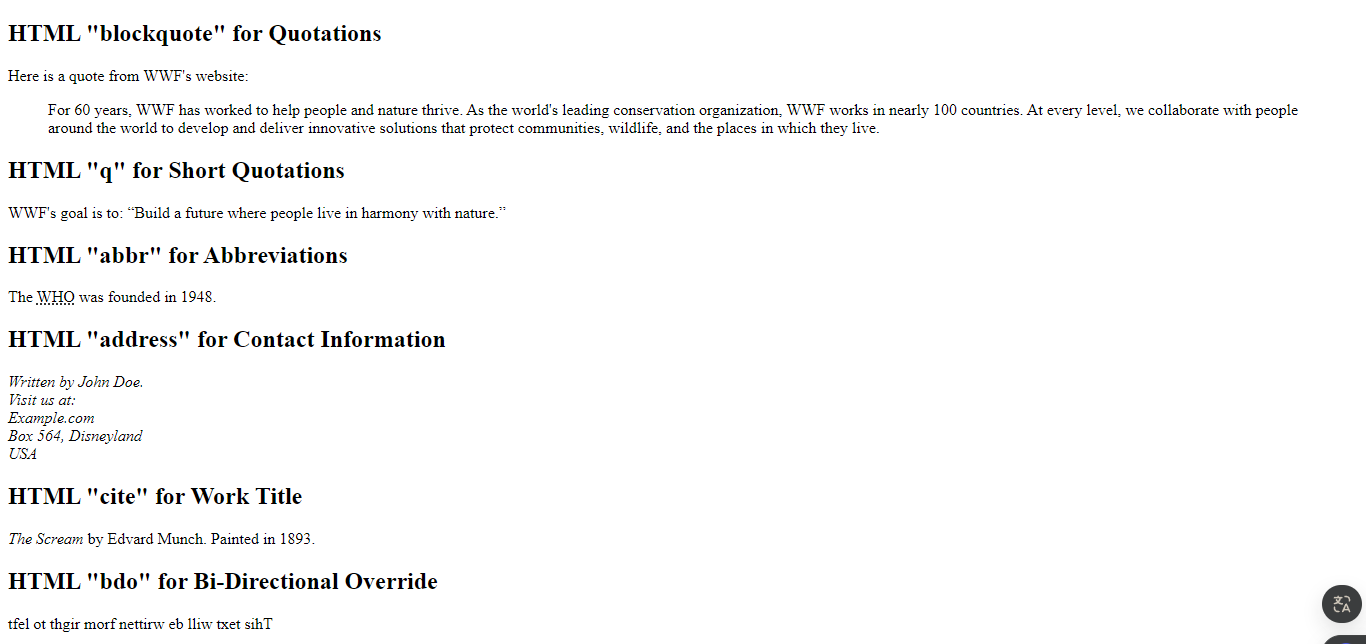 HTML "blockquote" for Quotations
Here is a quote from WWF's website:
For 60 years, WWF has worked to help people and nature thrive. As the world's leading conservation organization, WWF works in nearly 100 countries. At every level, we collaborate with people
around the world to develop and deliver innovative solutions that protect communities, wildlife, and the places in which they live.
HTML "q" for Short Quotations
WWF's goal is to: “Build a future where people live in harmony with nature.”
HTML "abbr" for Abbreviations
The WHO was founded in 1948.
HTML "address" for Contact Information
Written by John Doe.
Visit us at:
Example.com
Box 564, Disneyland
USA
HTML "cite" for Work Title
The Scream by Edvard Munch. Painted in 1893.
HTML "bdo" for Bi-Directional Override
tfel ot thgir morf nettirw eb lliw txet sihT